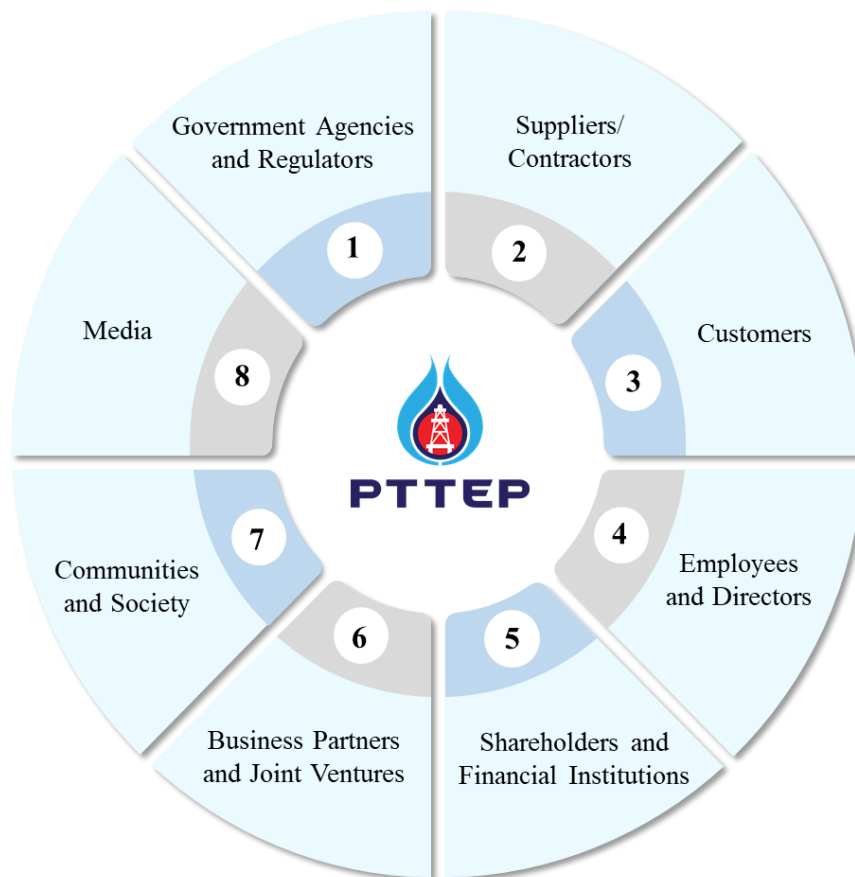 Government Agencies
and Regulators
1
Suppliers/
Contractors
2
Customers
3
Employees
and Directors
4
Shareholders and
Financial Institutions
5
Business Partners
and Joint Ventures
6
Communities
and Society
7
Media
8
PTTEP